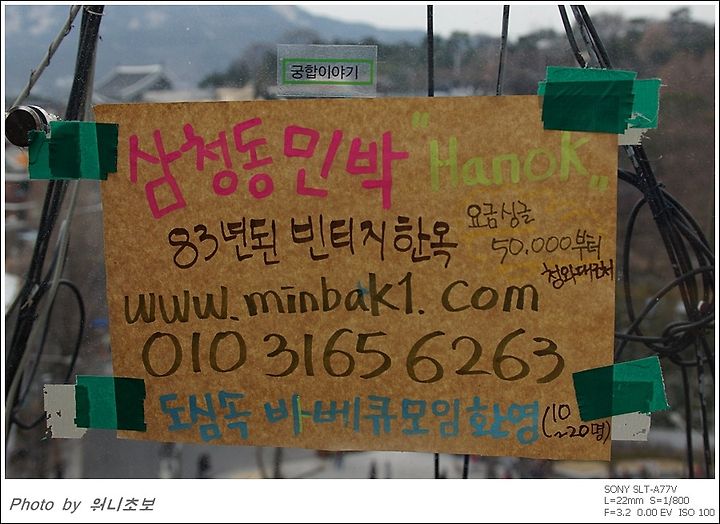 궁합이야기
삼청동민박 "Hanok"
83년된 빈티지한옥
요금싱글
50.000부터
청와대근처
www.minbak1.com
010 3165 6263
도심독 바베큐모임환영 (10~20명)
Photo by 워니초보
SONY SLT-A77V
L=22mm S=1/800
F=3.2 0.00 EV ISO 100